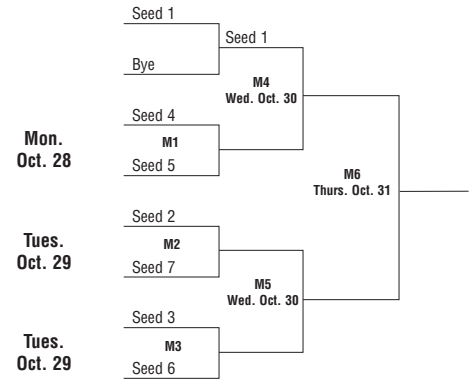 Seed 1
Seed 1
Bye
M4
Wed. Oct. 30
Seed 4
Mon.
Oct. 28
M1
Seed 5
M6
Thurs. Oct. 31
Seed 2
Tues.
Oct. 29
M2
Seed 7
M5
Wed. Oct. 30
Seed 3
Tues.
Oct. 29
M3
Seed 6